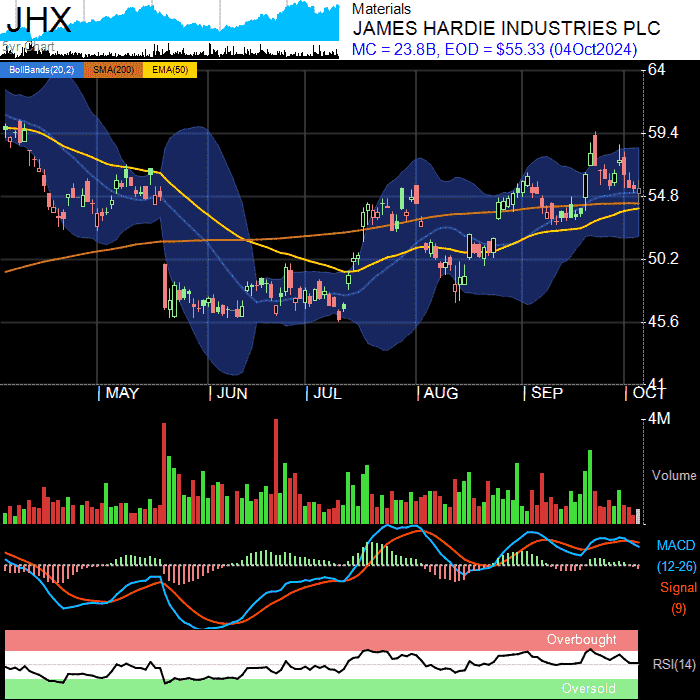 JHX
5yr Chart
Materials
JAMES HARDIE INDUSTRIES PLC
MC = 23.8B, EOD = $55.33 (04Oct2024)
BollBands(20,2) SMA(200) EMA(50)
64
59.4
54.8
50.2
45.6
41
| MAY | JUN | JUL | AUG | SEP | OCT
4M
Volume
MACD
(12-26)
Signal
(9)
Overbought
RSI(14)
Oversold